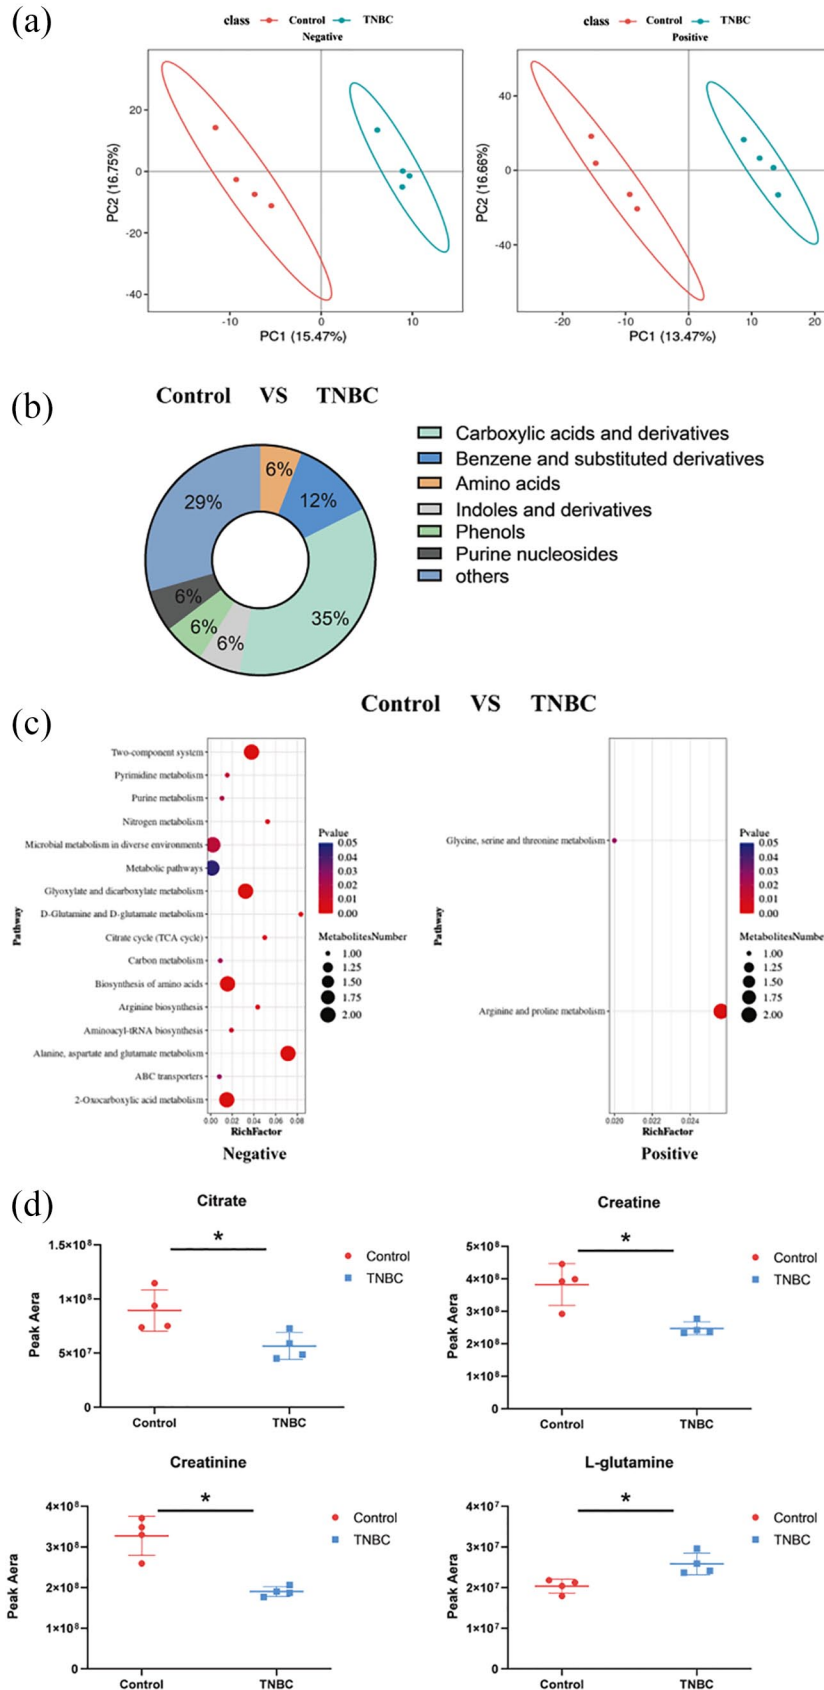 (a)
class Control TNBC
Negative
PC2 (16.75%)
20
0
-20
-40
-10 0 10
PC1 (15.47%)
class Control TNBC
Positive
PC2 (16.66%)
40
0
-40
-20 -10 0 10 20
PC1 (13.47%)
(b)
Control VS TNBC
6%
12%
35%
6%
6%
6%
29%
Carboxylic acids and derivatives
Benzene and substituted derivatives
Amino acids
Indoles and derivatives
Phenols
Purine nucleosides
others
(c)
Control VS TNBC
Pathway
Two-component system
Pyrimidine metabolism
Purine metabolism
Nitrogen metabolism
Microbial metabolism in diverse environments
Metabolic pathways
Glyoxylate and dicarboxylate metabolism
D-Glutamine and D-glutamate metabolism
Citrate cycle (TCA cycle)
Carbon metabolism
Biosynthesis of amino acids
Arginine biosynthesis
Aminoacyl-tRNA biosynthesis
Alanine, aspartate and glutamate metabolism
ABC transporters
2-Oxocarboxylic acid metabolism
0.00 0.02 0.04 0.06 0.08
RichFactor
Negative
Pvalue
0.05
0.04
0.03
0.02
0.01
0.00
MetabolitesNumber
1.00
1.25
1.50
1.75
2.00
Pathway
Glycine, serine and threonine metabolism
Arginine and proline metabolism
0.020 0.022 0.024
RichFactor
Positive
Pvalue
0.05
0.04
0.03
0.02
0.01
0.00
MetabolitesNumber
1.00
1.25
1.50
1.75
2.00
(d)
Citrate
*
Peak Aera
1.5×10⁸
1×10⁸
5×10⁷
0
Control TNBC
Control
TNBC
Creatine
*
Peak Aera
5×10⁸
4×10⁸
3×10⁸
2×10⁸
1×10⁸
0
Control TNBC
Control
TNBC
Creatinine
*
Peak Aera
4×10⁸
3×10⁸
2×10⁸
1×10⁸
0
Control TNBC
Control
TNBC
L-glutamine
*
Peak Aera
4×10⁷
3×10⁷
2×10⁷
1×10⁷
0
Control TNBC
Control
TNBC